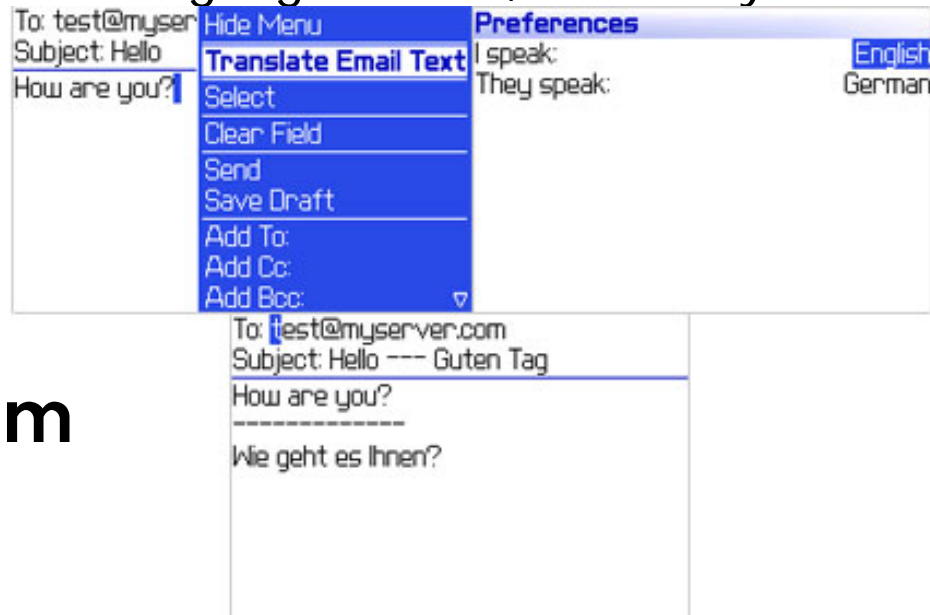 To: test@myser
Subject: Hello
How are you?
Hide Menu
Translate Email Text
Select
Clear Field
Send
Save Draft
Add To:
Add Cc:
Add Bcc:
Preferences
I speak: English
They speak: German
To: test@myserver.com
Subject: Hello --- Guten Tag
How are you?
-------------
Wie geht es Ihnen?
m